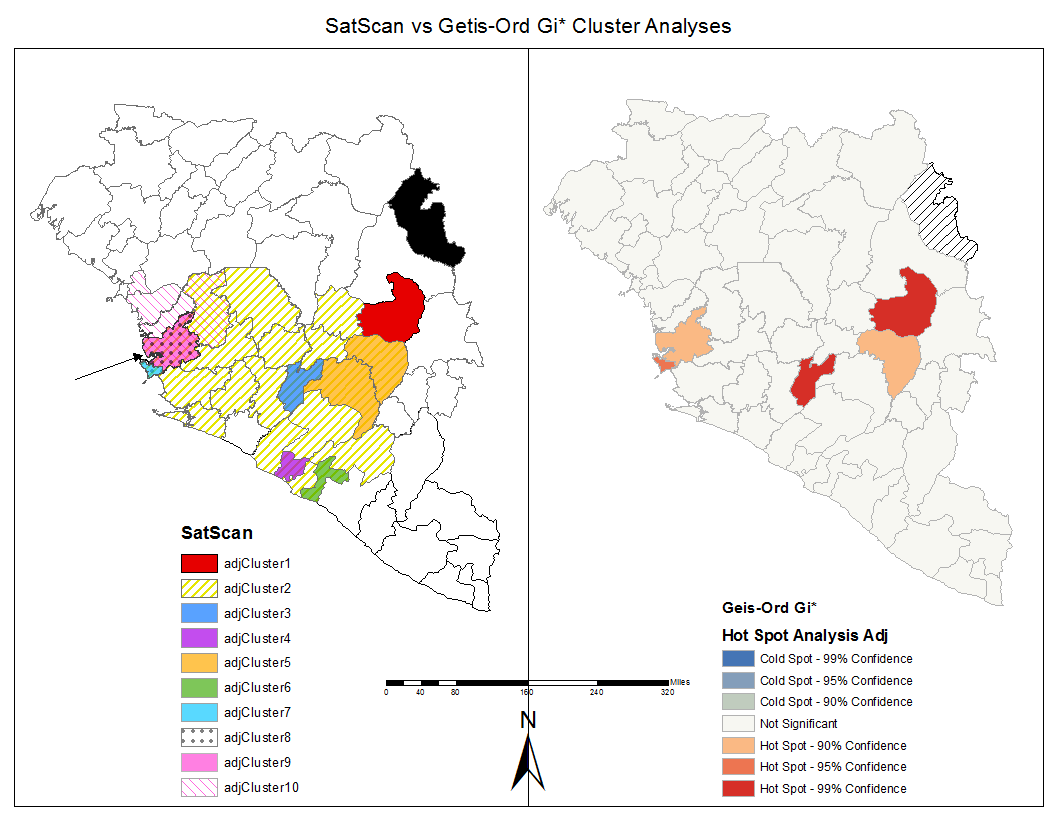 SatScan vs Getis-Ord Gi* Cluster Analyses
SatScan
adjCluster1
adjCluster2
adjCluster3
adjCluster4
adjCluster5
adjCluster6
adjCluster7
adjCluster8
adjCluster9
adjCluster10
Miles
0 40 80 160 240 320
N
Geis-Ord Gi*
Hot Spot Analysis Adj
Cold Spot - 99% Confidence
Cold Spot - 95% Confidence
Cold Spot - 90% Confidence
Not Significant
Hot Spot - 90% Confidence
Hot Spot - 95% Confidence
Hot Spot - 99% Confidence